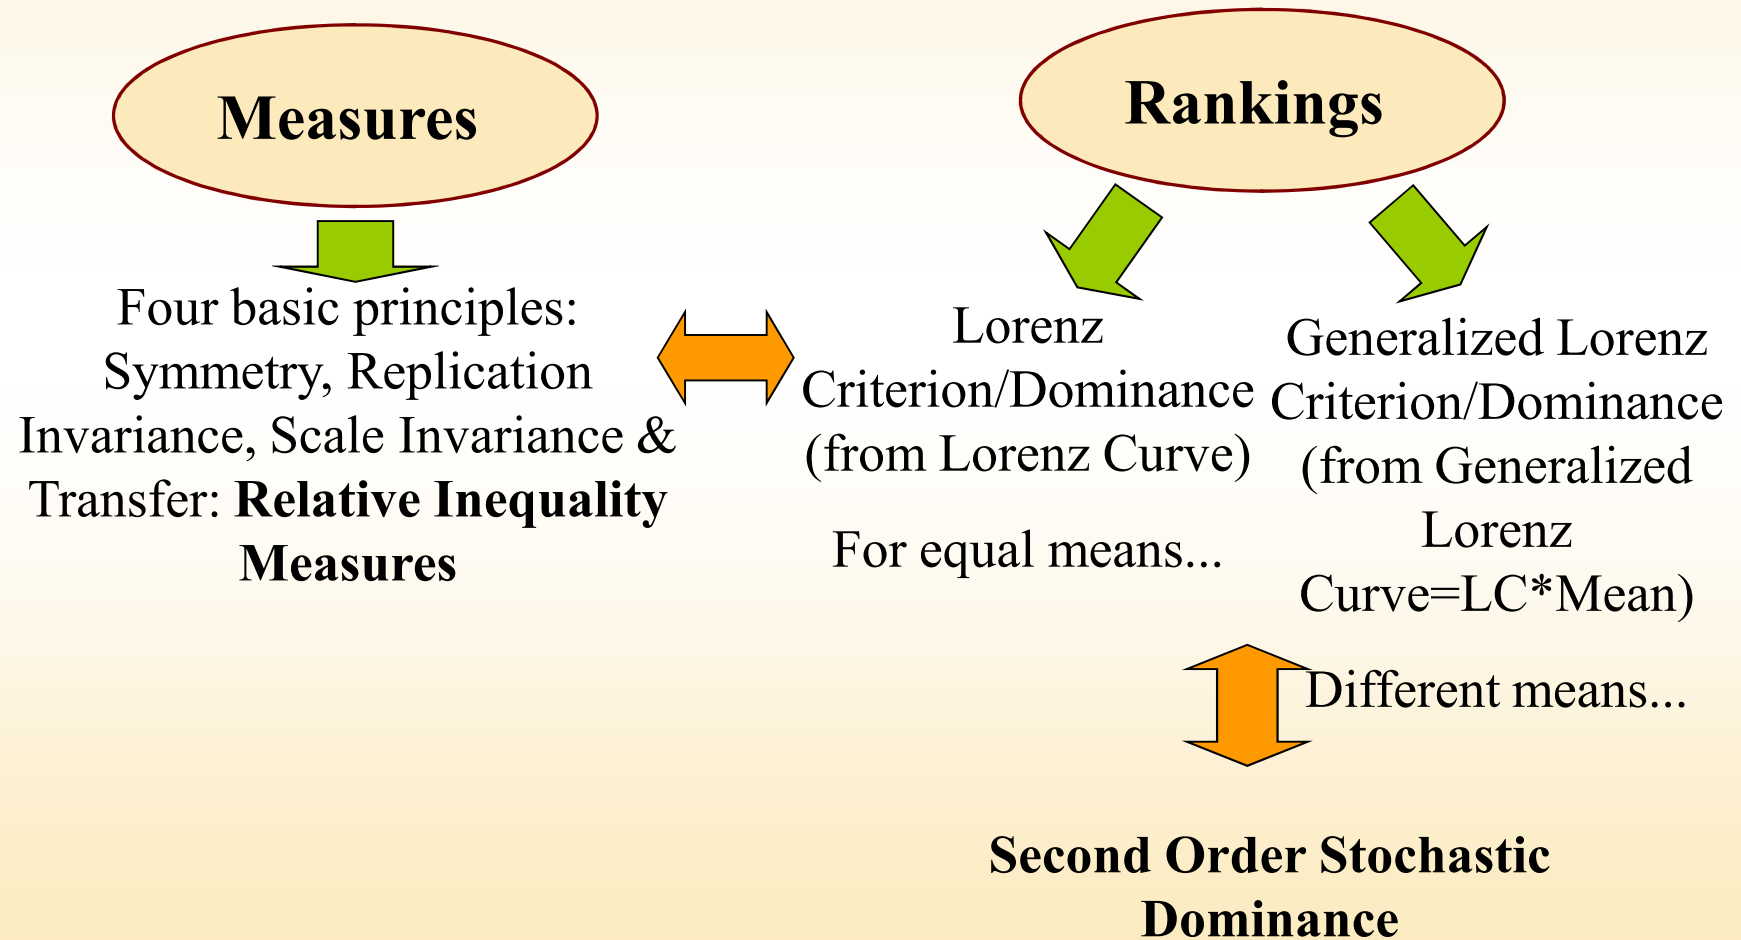 Measures
Four basic principles:
Symmetry, Replication
Invariance, Scale Invariance &
Transfer: Relative Inequality
Measures
Rankings
Lorenz
Criterion/Dominance
(from Lorenz Curve)
For equal means...
Generalized Lorenz
Criterion/Dominance
(from Generalized
Lorenz
Curve=LC*Mean)
Different means...
Second Order Stochastic
Dominance